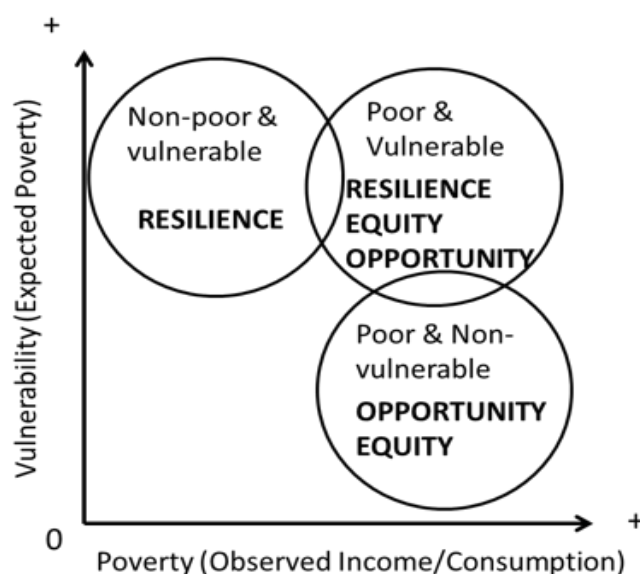 +
Vulnerability (Expected Poverty)
Non-poor &
vulnerable
RESILIENCE
Poor &
Vulnerable
RESILIENCE
EQUITY
OPPORTUNITY
Poor & Non-
vulnerable
OPPORTUNITY
EQUITY
0
+
Poverty (Observed Income/Consumption)